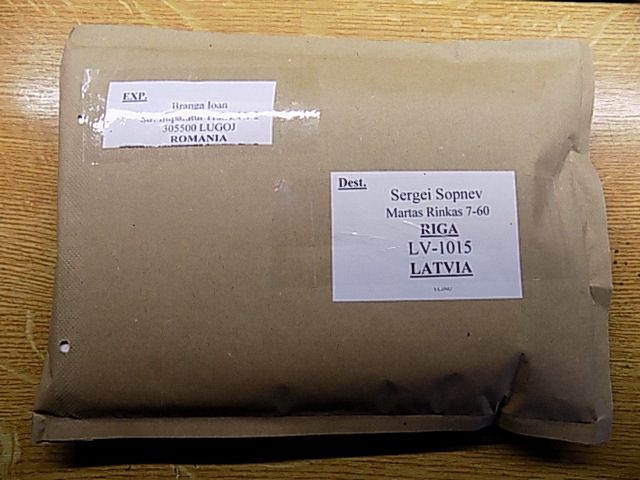 EXP.
Branga Ioan
305500 LUGOJ
ROMANIA
Dest.
Sergei Sopnev
Martas Rinkas 7-60
RIGA
LV-1015
LATVIA